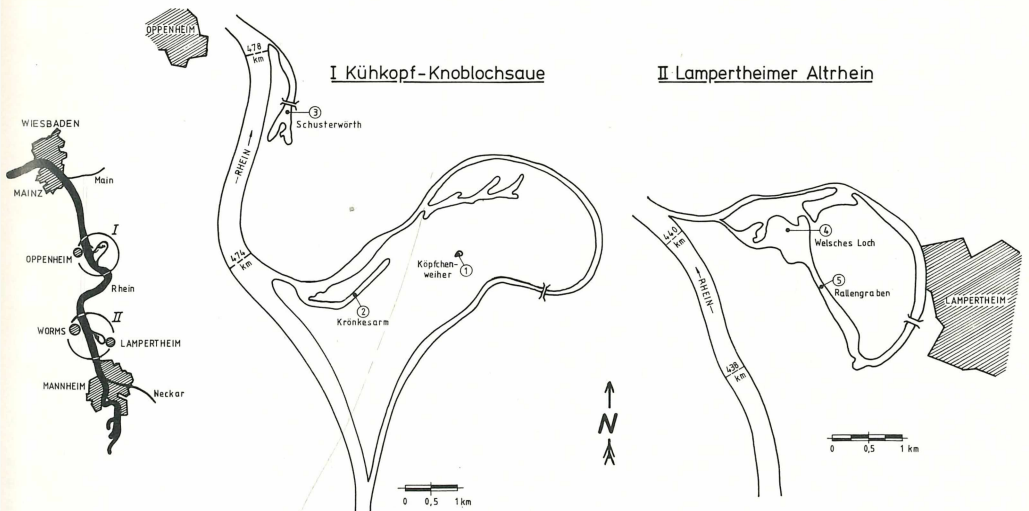 WIESBADEN
MAINZ
Main
I
OPPENHEIM
Rhein
II
WORMS
LAMPERTHEIM
MANNHEIM
Neckar
OPPENHEIM
I Kühkopf-Knoblochsaue
478
km
3
Schusterwörth
—RHEIN—
474
km
Köpfchen-
weiher
1
2
Krönkesarm
0 0,5 1 km
N
II Lampertheimer Altrhein
440
km
4
Welsches Loch
5
Rallengraben
—RHEIN—
LAMPERTHEIM
438
km
0 0,5 1 km